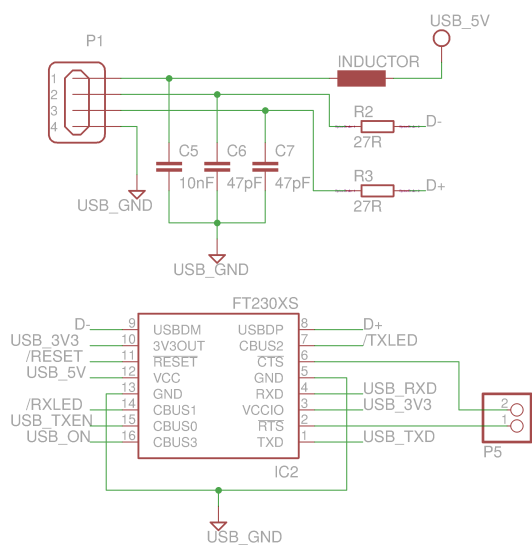 USB_5V
P1
INDUCTOR
1
2
3
4
R2
D-
27R
C5
C6
C7
10nF
47pF
47pF
R3
D+
27R
USB_GND
USB_GND
FT230XS
D-
9
USBDM
USBDP
8
D+
USB_3V3
10
3V3OUT
CBUS2
7
/TXLED
/RESET
11
RESET
CTS
6
USB_5V
12
VCC
GND
5
13
GND
RXD
4
USB_RXD
/RXLED
14
CBUS1
VCCIO
3
USB_3V3
USB_TXEN
15
CBUS0
RTS
2
USB_ON
16
CBUS3
TXD
1
USB_TXD
2
1
P5
IC2
USB_GND